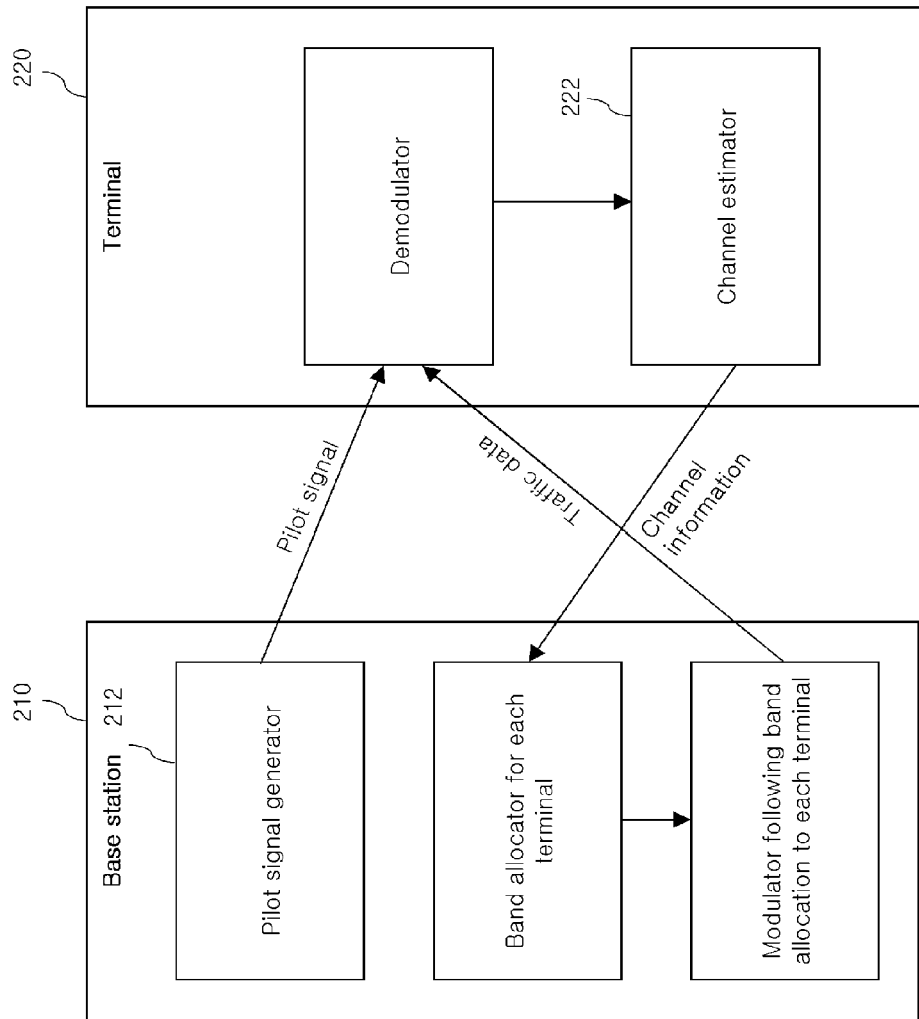 210
Base station
212
Pilot signal generator
Band allocator for each
terminal
Modulator following band
allocation to each terminal
Pilot signal
Traffic data
Channel
information
220
Terminal
Demodulator
222
Channel estimator